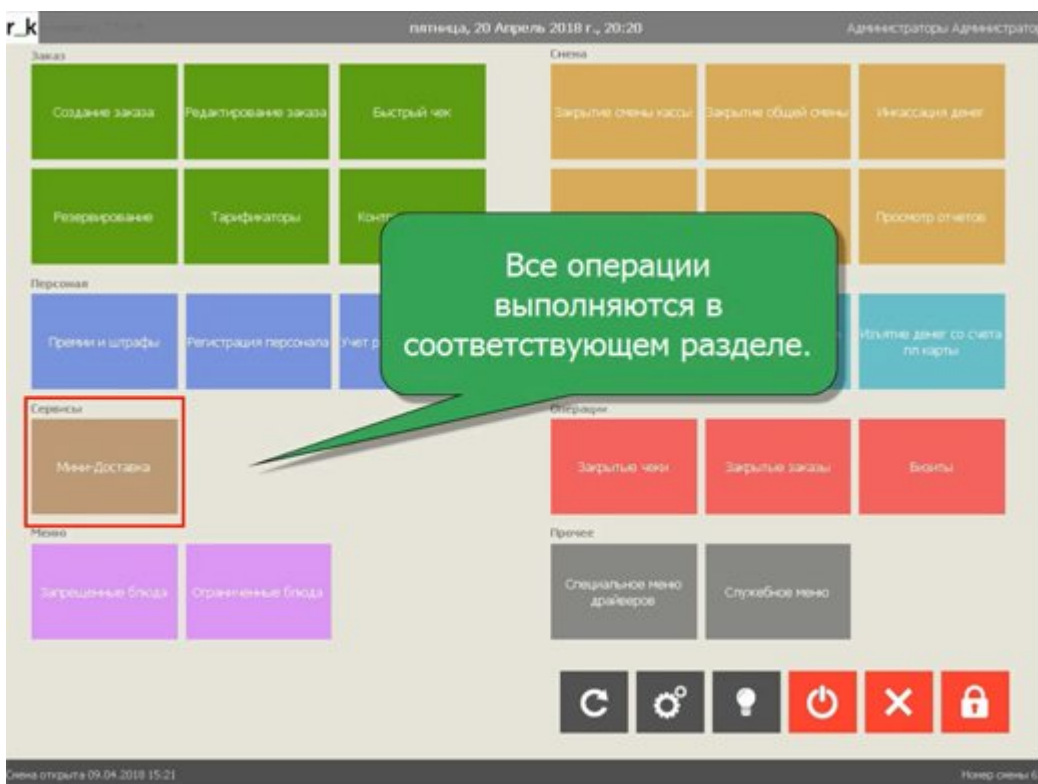 r_k
пятница, 20 Апрель 2018 г., 20:20
Администраторы Администратор
Заказ
Смена
Создание заказа
Редактирование заказа
Быстрый чек
Закрытие смены кассы
Закрытие общей смены
Инкассация денег
Резервирование
Тарификаторы
Просмотр отчетов
Все операции
выполняются в
соответствующем разделе.
Персонал
Премии и штрафы
Регистрация персонала
Учет р
Изъятие денег со счета
пл карты
Сервисы
Операции
Мини-Доставка
Закрытые чеки
Закрытые заказы
Визиты
Меню
Прочее
Запрещенные блюда
Ограниченные блюда
Специальное меню
драйверов
Служебное меню
Смена открыта 09.04.2018 15:21
Номер смены 6